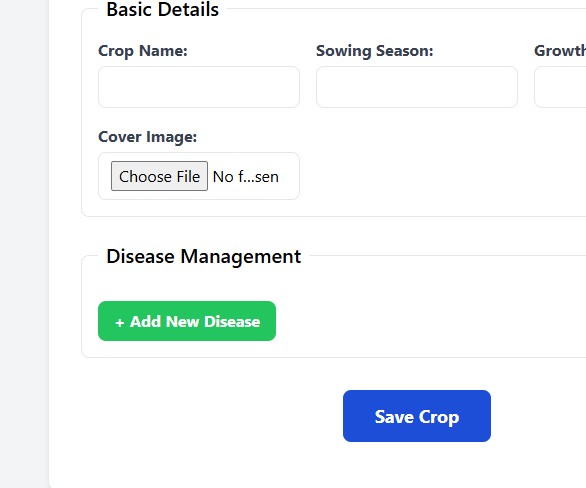 Basic Details
Crop Name: Sowing Season: Growth
Cover Image:
Choose File No f...sen
Disease Management
+ Add New Disease
Save Crop